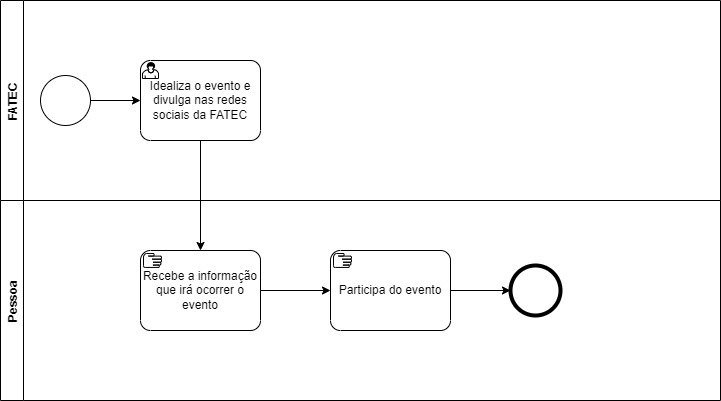 FATEC
Idealiza o evento e
divulga nas redes
sociais da FATEC
Pessoa
Recebe a informação
que irá ocorrer o
evento
Participa do evento